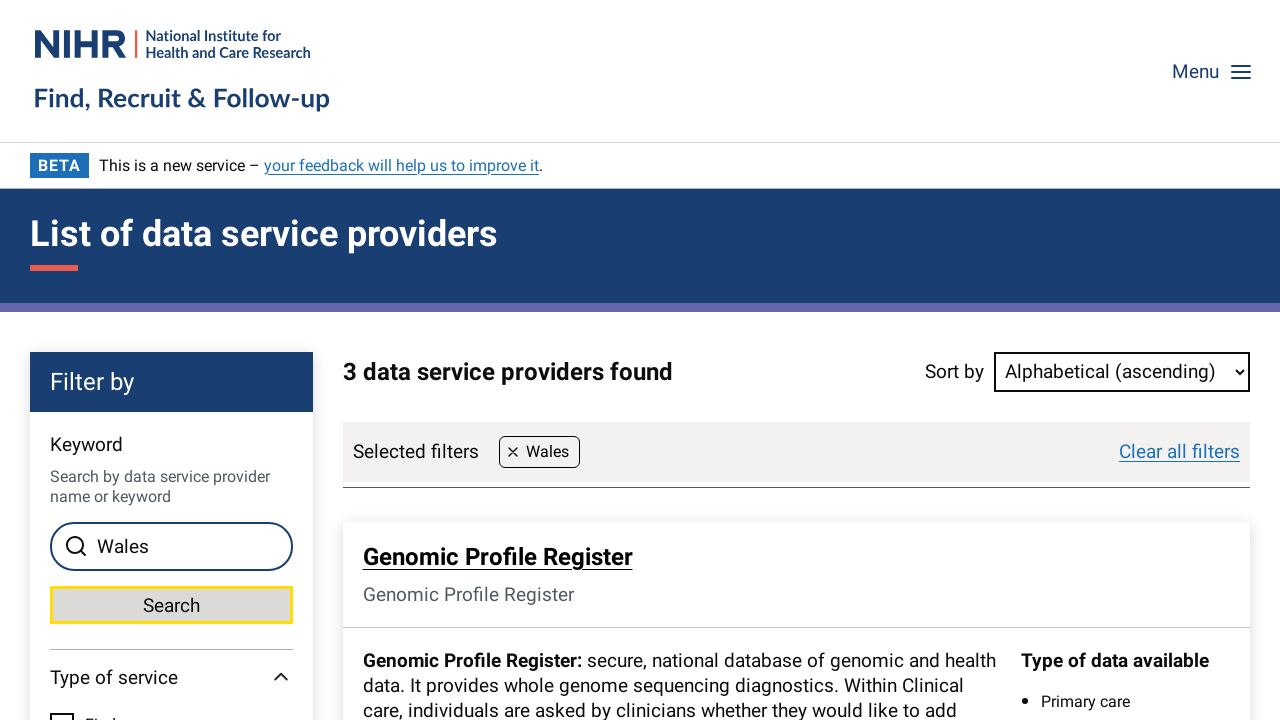 NIHR | National Institute for
Health and Care Research
Find, Recruit & Follow-up
Menu
BETA This is a new service – your feedback will help us to improve it.
List of data service providers
Filter by
Keyword
Search by data service provider
name or keyword
Wales
Search
Type of service
3 data service providers found
Sort by Alphabetical (ascending)
Selected filters × Wales Clear all filters
Genomic Profile Register
Genomic Profile Register
Genomic Profile Register: secure, national database of genomic and health
data. It provides whole genome sequencing diagnostics. Within Clinical
care, individuals are asked by clinicians whether they would like to add
Type of data available
• Primary care